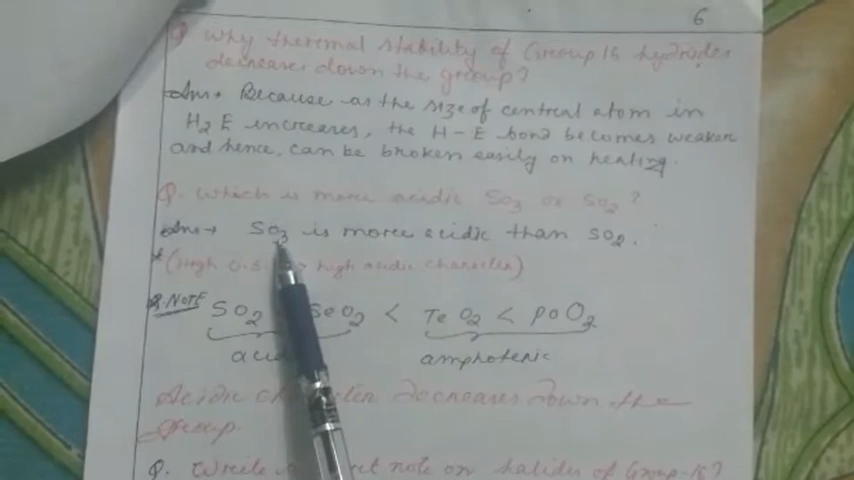 6
Q Why thermal stability of Group 16 hydrides
decreases down the group?
Ans→ Because as the size of central atom in
H2E increases, the H-E bond becomes weaker
and hence, can be broken easily on heating.
Q. Which is more acidic SO3 or SO2?
Ans→ SO3 is more acidic than SO2.
*(High O.S. high acidic character)
NOTE SO2 SeO2 < TeO2 < PoO2
amphoteric
Acidic decreases down the
group.
Q. Write note on halides of Group-16?